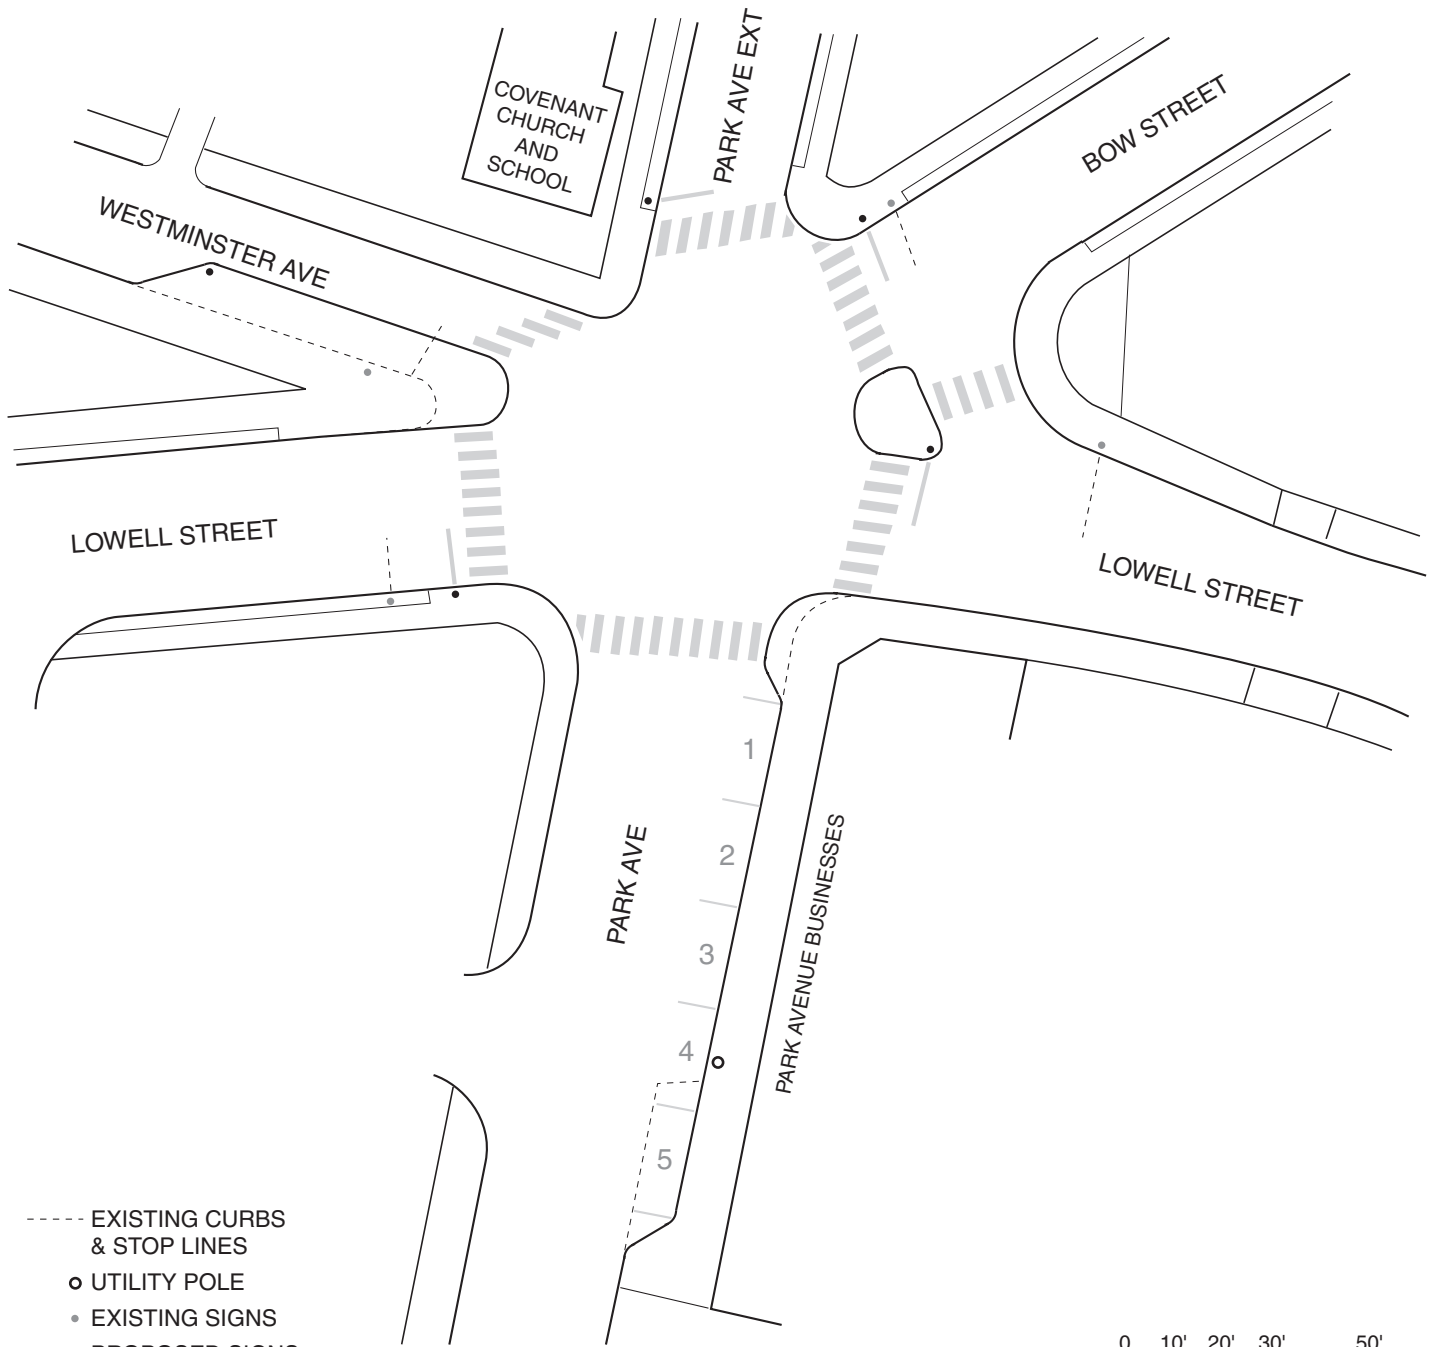 PARK AVE EXT
COVENANT
CHURCH
AND
SCHOOL
BOW STREET
WESTMINSTER AVE
LOWELL STREET
LOWELL STREET
1
2
3
4
5
PARK AVE
PARK AVENUE BUSINESSES
EXISTING CURBS
& STOP LINES
UTILITY POLE
EXISTING SIGNS
PROPOSED SIGNS
0 10' 20' 30' 50'